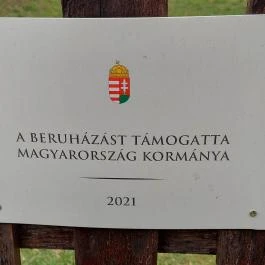 A BERUHÁZÁST TÁMOGATTA
MAGYARORSZÁG KORMÁNYA
2021